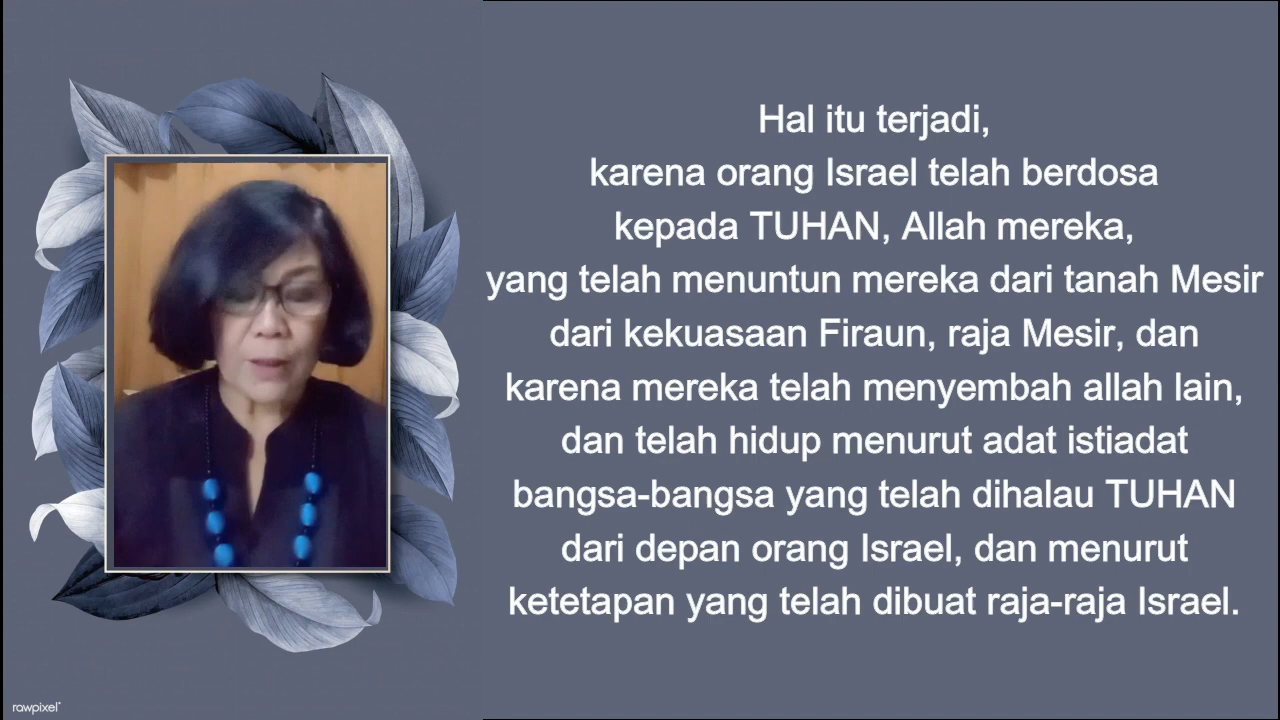 Hal itu terjadi,
karena orang Israel telah berdosa
kepada TUHAN, Allah mereka,
yang telah menuntun mereka dari tanah Mesir
dari kekuasaan Firaun, raja Mesir, dan
karena mereka telah menyembah allah lain,
dan telah hidup menurut adat istiadat
bangsa-bangsa yang telah dihalau TUHAN
dari depan orang Israel, dan menurut
ketetapan yang telah dibuat raja-raja Israel.
rawpixel